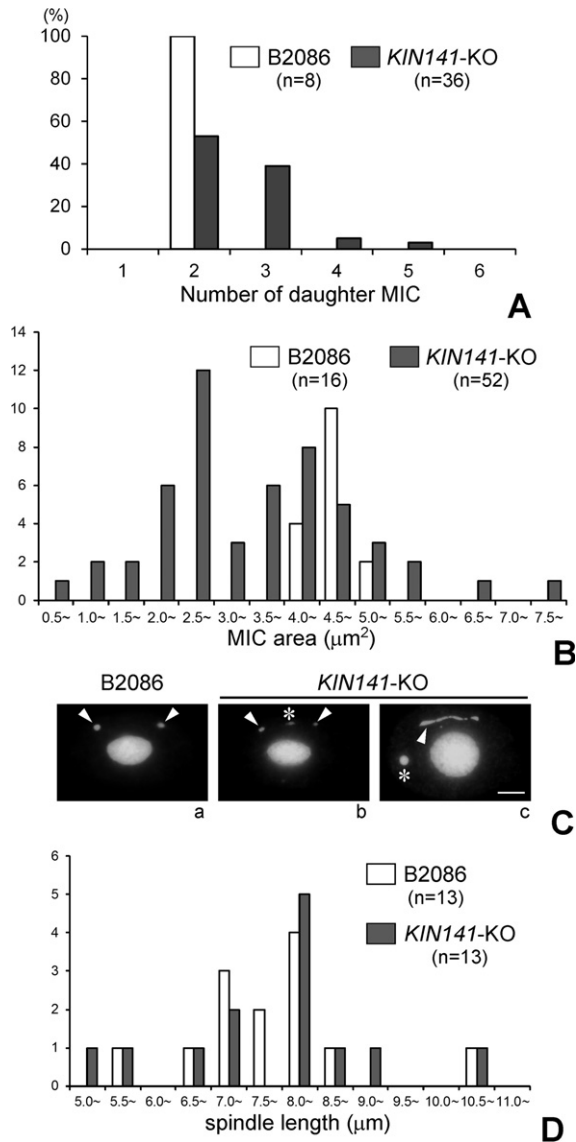 (%)
B2086 KIN141-KO
(n=8) (n=36)
100
80
60
40
20
0
1 2 3 4 5 6
Number of daughter MIC
A
14
12
10
8
6
4
2
0
B2086 KIN141-KO
(n=16) (n=52)
0.5~ 1.0~ 1.5~ 2.0~ 2.5~ 3.0~ 3.5~ 4.0~ 4.5~ 5.0~ 5.5~ 6.0~ 6.5~ 7.0~ 7.5~
MIC area (μm²)
B
B2086 KIN141-KO
* *
a b c
C
6
5
4
3
2
1
0
B2086
(n=13)
KIN141-KO
(n=13)
5.0~ 5.5~ 6.0~ 6.5~ 7.0~ 7.5~ 8.0~ 8.5~ 9.0~ 9.5~ 10.0~ 10.5~ 11.0~
spindle length (μm)
D